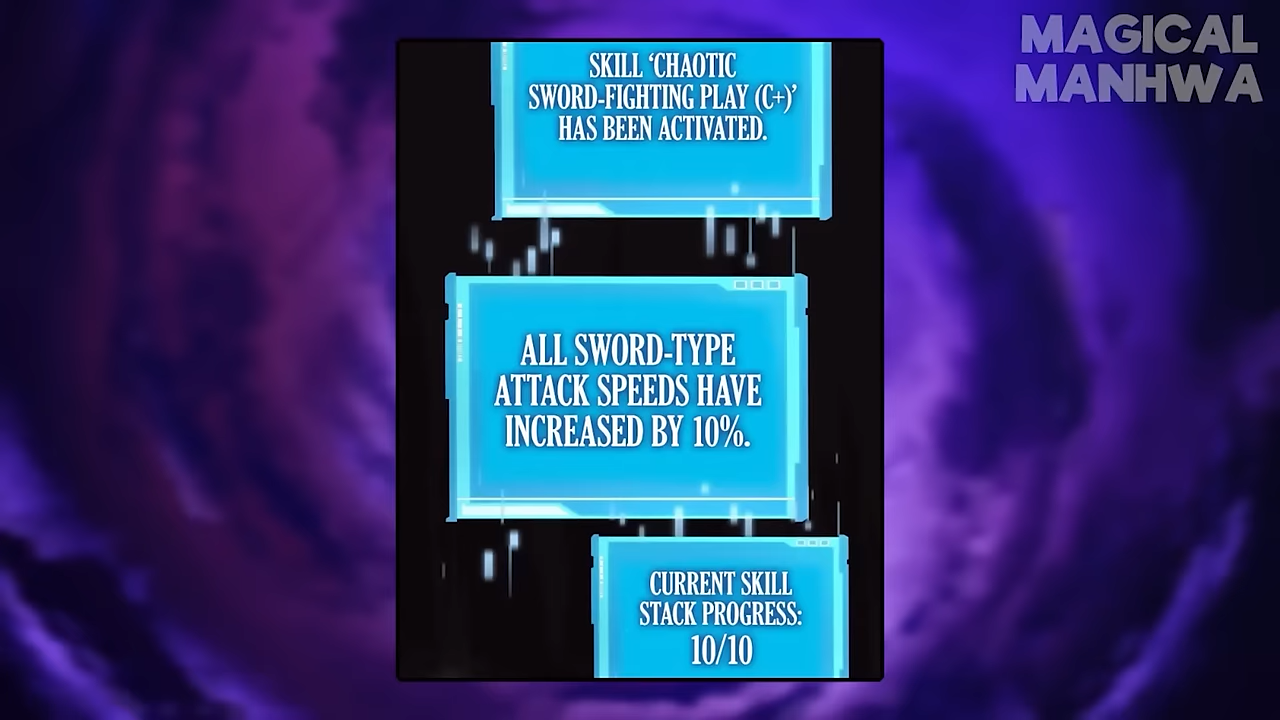 MAGICAL
MANHWA
SKILL ‘CHAOTIC
SWORD-FIGHTING PLAY (C+)’
HAS BEEN ACTIVATED.
ALL SWORD-TYPE
ATTACK SPEEDS HAVE
INCREASED BY 10%.
CURRENT SKILL
STACK PROGRESS:
10/10